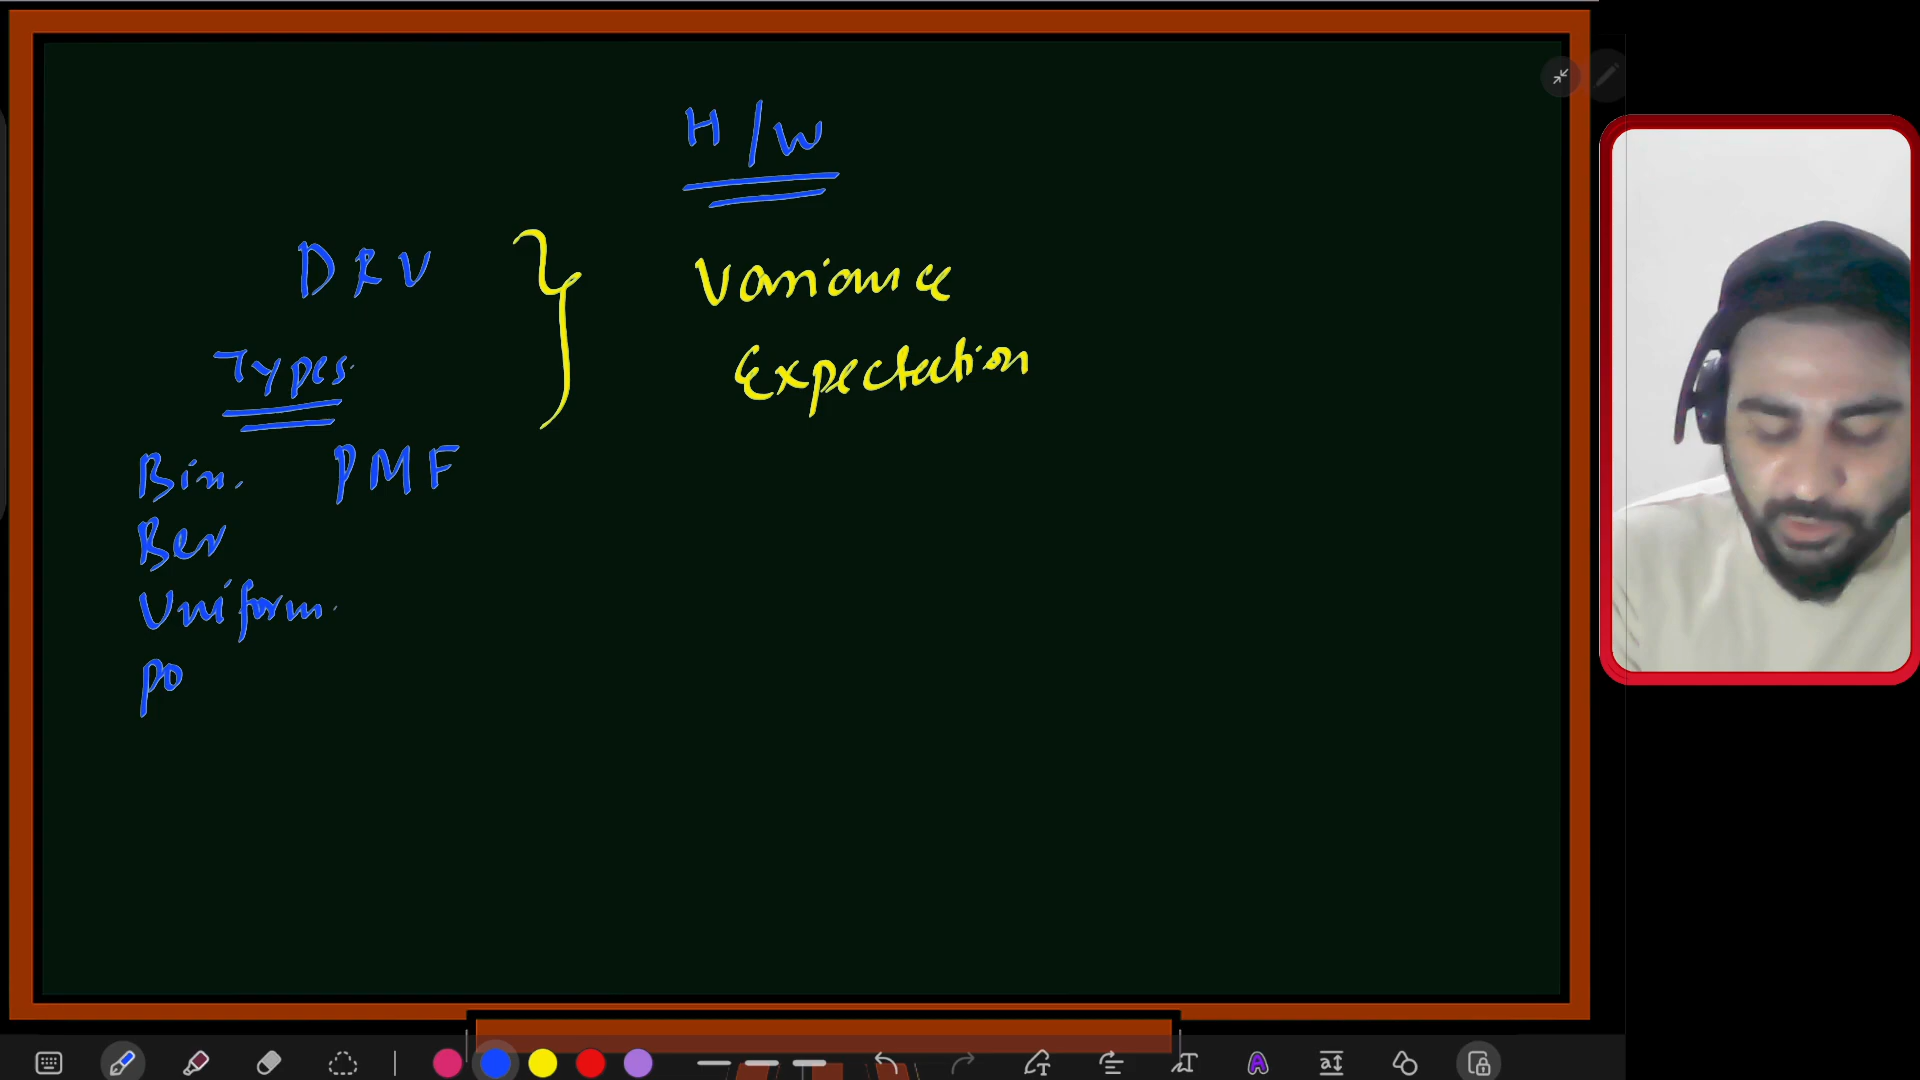 H/W
DRV
Variance
Types.
Expectation
Bin. PMF
Ber
Uniform.
Po